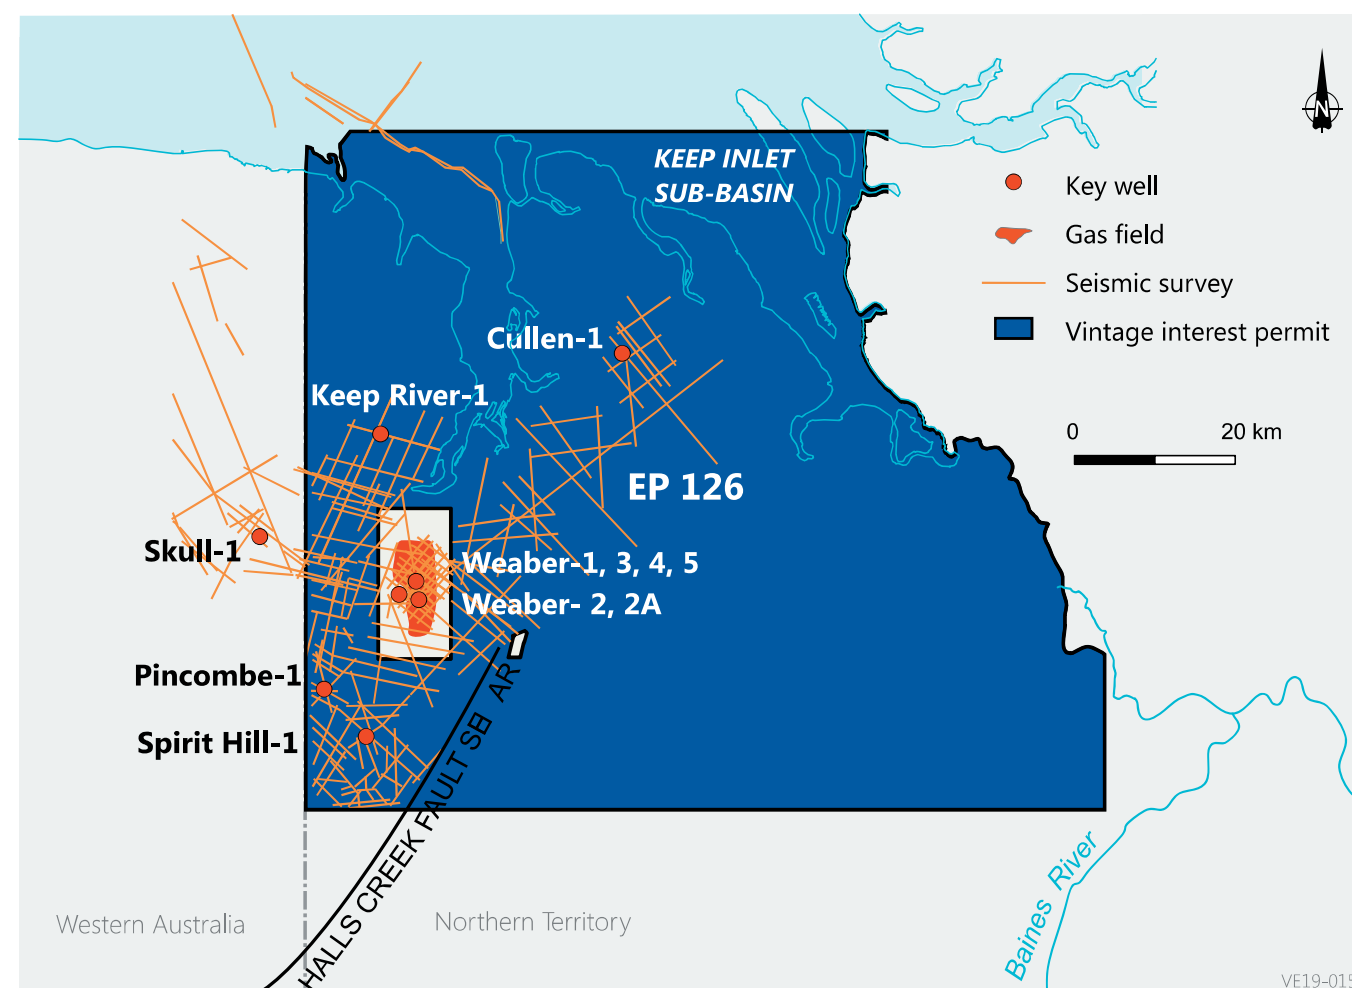 KEEP INLET
SUB-BASIN
N
Key well
Gas field
Seismic survey
Vintage interest permit
0 20 km
Cullen-1
Keep River-1
EP 126
Skull-1
Weaber-1, 3, 4, 5
Weaber- 2, 2A
Pincombe-1
Spirit Hill-1
HALLS CREEK FAULT SE AR
Baines River
Western Australia
Northern Territory
VE19-015